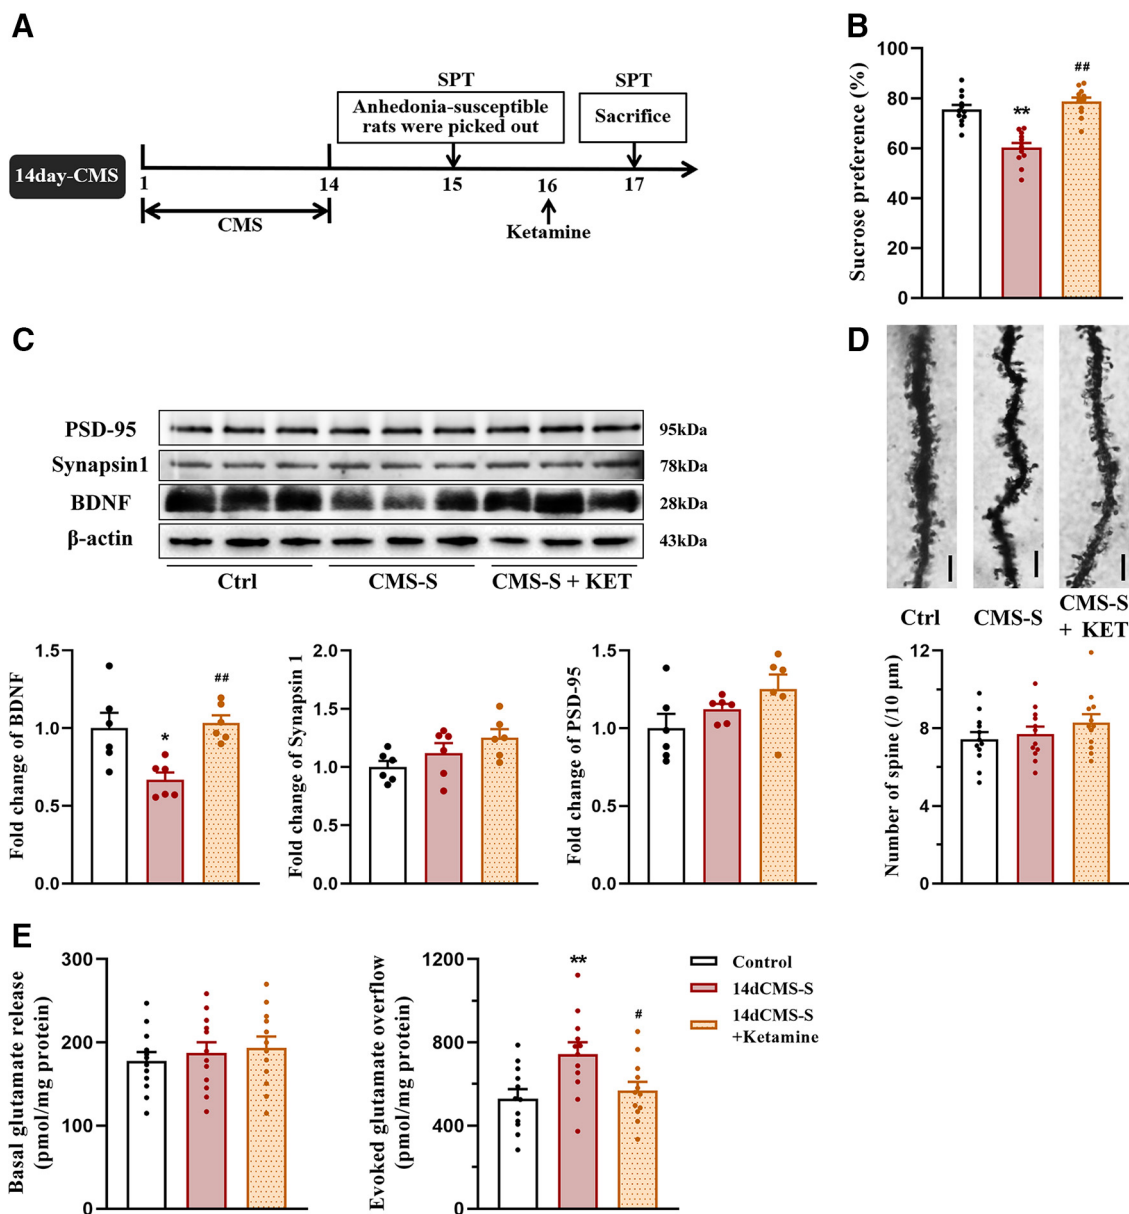 A
SPT
SPT
Anhedonia-susceptible
rats were picked out
Sacrifice
14day-CMS
1
14
15
16
17
CMS
Ketamine
B
Sucrose preference (%)
100
80
60
40
20
0
**
##
C
PSD-95
95kDa
Synapsin1
78kDa
BDNF
28kDa
β-actin
43kDa
Ctrl
CMS-S
CMS-S + KET
D
Ctrl
CMS-S
CMS-S
+ KET
Fold change of BDNF
1.5
1.0
0.5
0.0
*
##
Fold change of Synapsin 1
2.0
1.5
1.0
0.5
0.0
Fold change of PSD-95
1.5
1.0
0.5
0.0
Number of spine (/10 μm)
12
8
4
0
E
Basal glutamate release
(pmol/mg protein)
300
200
100
0
Evoked glutamate overflow
(pmol/mg protein)
1200
800
400
0
**
#
Control
14dCMS-S
14dCMS-S
+Ketamine